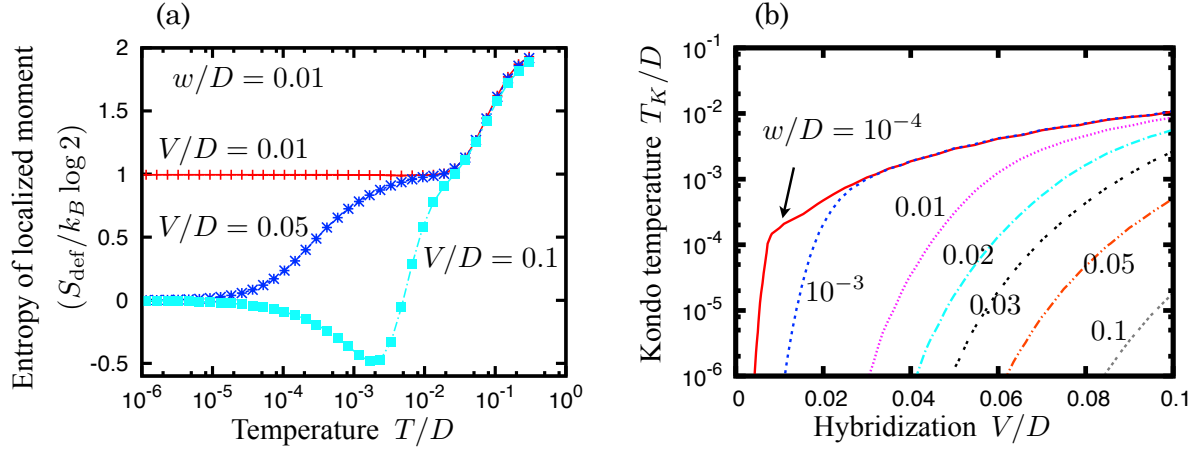 (a)
Entropy of localized moment
(S_def/k_B log 2)
2
1.5
1
0.5
0
-0.5
w/D = 0.01
V/D = 0.01
V/D = 0.05
V/D = 0.1
10^-6 10^-5 10^-4 10^-3 10^-2 10^-1 10^0
Temperature T/D
(b)
Kondo temperature T_K/D
10^-1
10^-2
10^-3
10^-4
10^-5
10^-6
w/D = 10^-4
10^-3
0.01
0.02
0.03
0.05
0.1
0 0.02 0.04 0.06 0.08 0.1
Hybridization V/D